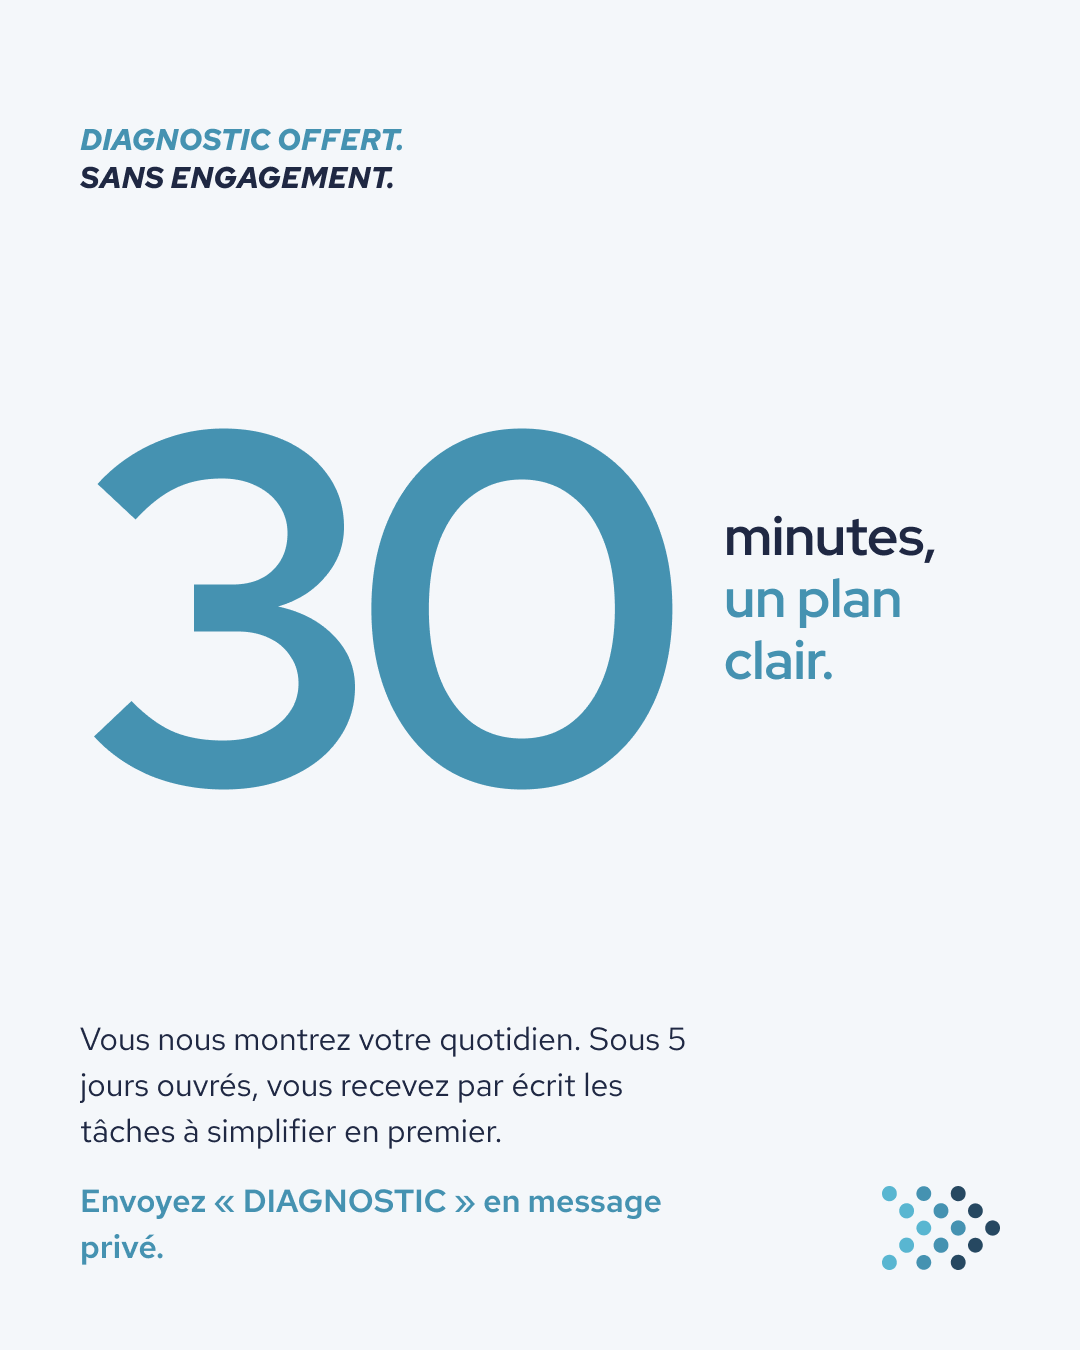 DIAGNOSTIC OFFERT.
SANS ENGAGEMENT.
30
minutes,
un plan
clair.
Vous nous montrez votre quotidien. Sous 5
jours ouvrés, vous recevez par écrit les
tâches à simplifier en premier.
Envoyez « DIAGNOSTIC » en message
privé.